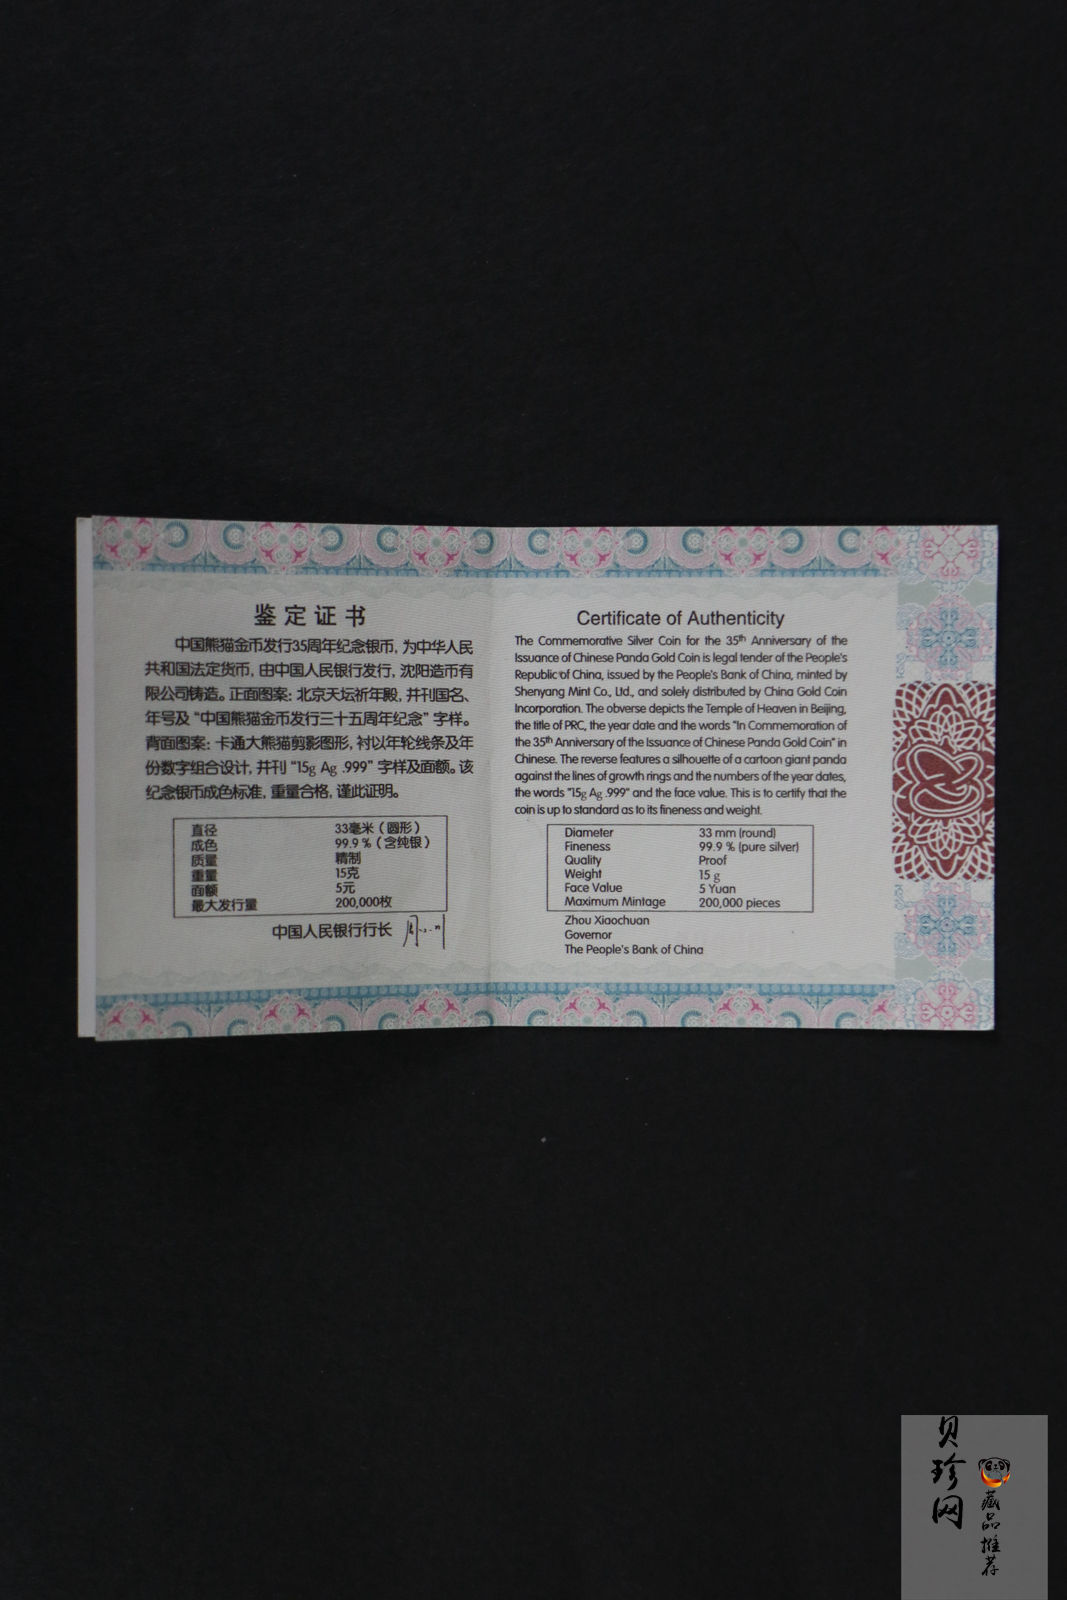 鉴定证书
中国熊猫金币发行35周年纪念银币，为中华人民
共和国法定货币，由中国人民银行发行，沈阳造币有
限公司铸造。正面图案：北京天坛祈年殿，并刊国名、
年号及“中国熊猫金币发行三十五周年纪念”字样。
背面图案：卡通大熊猫剪影图形，衬以年轮线条及年
份数字组合设计，并刊“15g Ag .999”字样及面额。该
纪念银币成色标准，重量合格，谨此证明。
直径 33毫米（圆形）
成色 99.9%（含纯银）
质量 精制
重量 15克
面额 5元
最大发行量 200,000枚
中国人民银行行长
Certificate of Authenticity
The Commemorative Silver Coin for the 35th Anniversary of the
Issuance of Chinese Panda Gold Coin is legal tender of the People's
Republic of China, issued by the People's Bank of China, minted by
Shenyang Mint Co., Ltd., and solely distributed by China Gold Coin
Incorporation. The obverse depicts the Temple of Heaven in Beijing,
the title of PRC, the year date and the words "In Commemoration of
the 35th Anniversary of the Issuance of Chinese Panda Gold Coin" in
Chinese. The reverse features a silhouette of a cartoon giant panda
against the lines of growth rings and the numbers of the year dates,
the words "15g Ag .999" and the face value. This is to certify that the
coin is up to standard as to its fineness and weight.
Diameter 33 mm (round)
Fineness 99.9 % (pure silver)
Quality Proof
Weight 15 g
Face Value 5 Yuan
Maximum Mintage 200,000 pieces
Zhou Xiaochuan
Governor
The People's Bank of China
贝珍网
藏品推荐